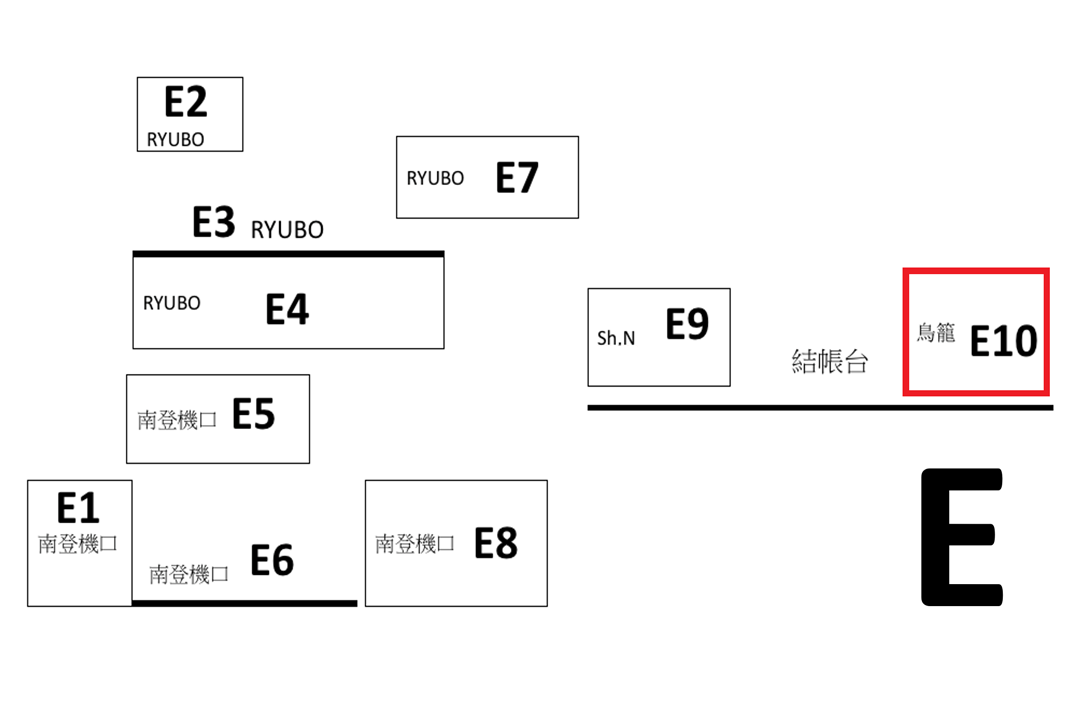 E2
RYUBO
RYUBO E7
E3 RYUBO
RYUBO E4
Sh.N E9
結帳台
鳥籠 E10
南登機口 E5
E1
南登機口
南登機口 E6
南登機口 E8
E